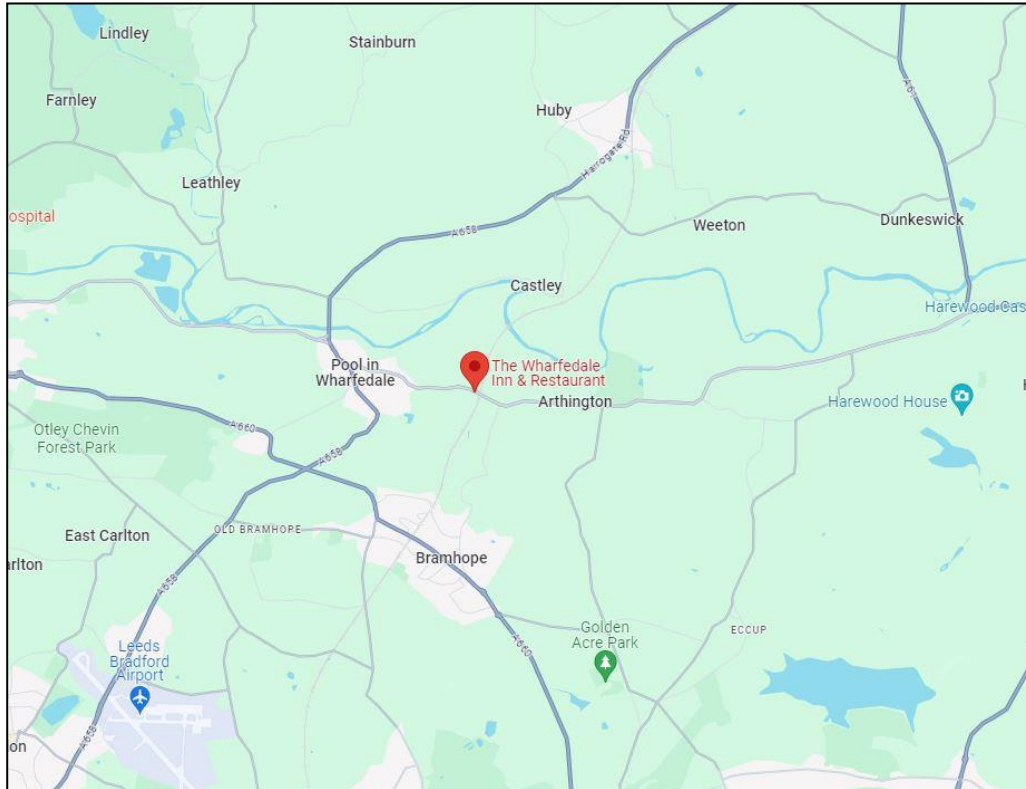 Lindley
Stainburn
Farnley
Huby
A61
Harrogate Rd
Leathley
ospital
Weeton
Dunkeswick
A658
Castley
Harewood Cas
Pool in
Wharfedale
The Wharfedale
Inn & Restaurant
Arthington
Harewood House
H
A660
Otley Chevin
Forest Park
A658
OLD BRAMHOPE
East Carlton
Bramhope
arlton
A658
Golden
Acre Park
ECCUP
A660
Leeds
Bradford
Airport
A658
on